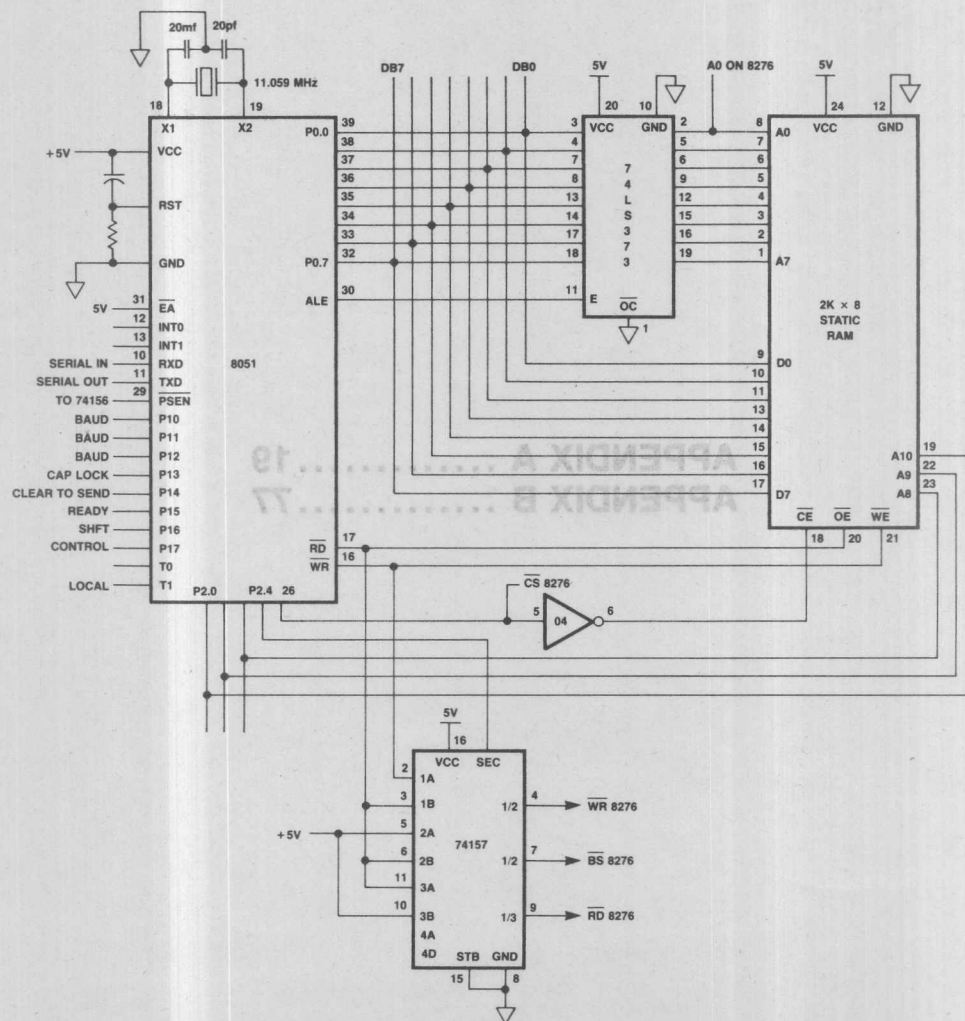 20mf 20pf
11.059 MHz
18 19
X1 X2
+5V
VCC
RST
GND
5V 31 EA
12 INT0
13 INT1
SERIAL IN 10 RXD
SERIAL OUT 11 TXD
TO 74156 29 PSEN
BAUD P10
BAUD P11
BAUD P12
CAP LOCK P13
CLEAR TO SEND P14
READY P15
SHFT P16
CONTROL P17
T0
LOCAL T1
8051
P0.0 39
38
37
36
35
34
33
P0.7 32
ALE 30
RD 17
WR 16
P2.0 P2.4 26
DB7 DB0
5V
20 10
VCC GND
3 2
4 5
7 6
8 9
13 12
14 15
17 16
18 19
11 E
74LS373
OC
1
A0 ON 8276
5V
24 12
VCC GND
8 A0
7
6
5
4
3
2
1 A7
2K × 8
STATIC
RAM
9 D0
10
11
13
14
15
16
17 D7
A10 19
A9 22
A8 23
CE OE WE
18 20 21
APPENDIX A .............. 19
APPENDIX B .............. 77
CS 8276
5 04 6
5V
16
VCC SEC
2 1A
3 1B
+5V 5 2A
6 2B
11 3A
10 3B
4A
4D
74157
1/2 4 WR 8276
1/2 7 BS 8276
1/3 9 RD 8276
STB GND
15 8